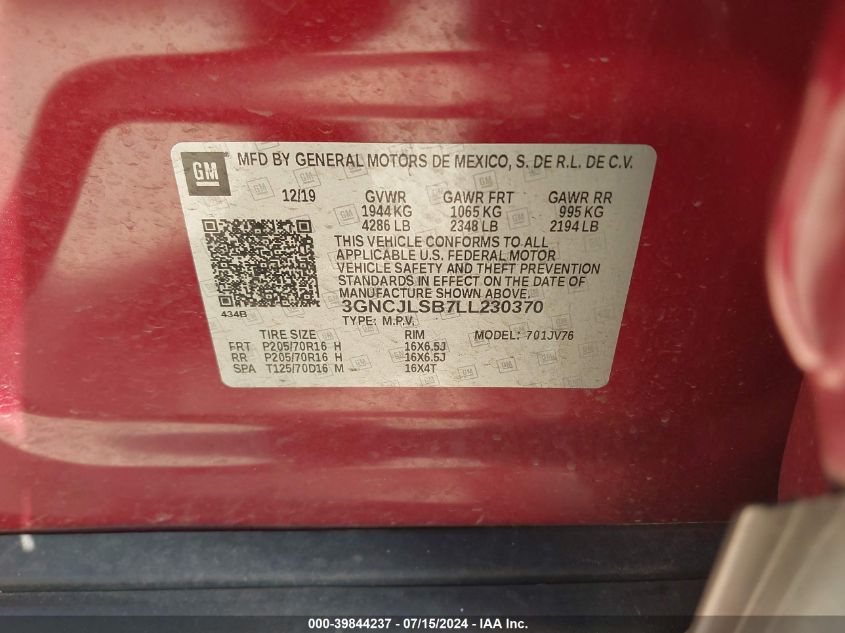 GM MFD BY GENERAL MOTORS DE MEXICO, S. DE R.L. DE C.V.
12/19 GVWR GAWR FRT GAWR RR
1944 KG 1065 KG 995 KG
4286 LB 2348 LB 2194 LB
THIS VEHICLE CONFORMS TO ALL
APPLICABLE U.S. FEDERAL MOTOR
VEHICLE SAFETY AND THEFT PREVENTION
STANDARDS IN EFFECT ON THE DATE OF
MANUFACTURE SHOWN ABOVE.
434B 3GNCJLSB7LL230370
TYPE: M.P.V.
TIRE SIZE RIM MODEL: 701JV76
FRT P205/70R16 H 16X6.5J
RR P205/70R16 H 16X6.5J
SPA T125/70D16 M 16X4T
000-39844237 - 07/15/2024 - IAA Inc.